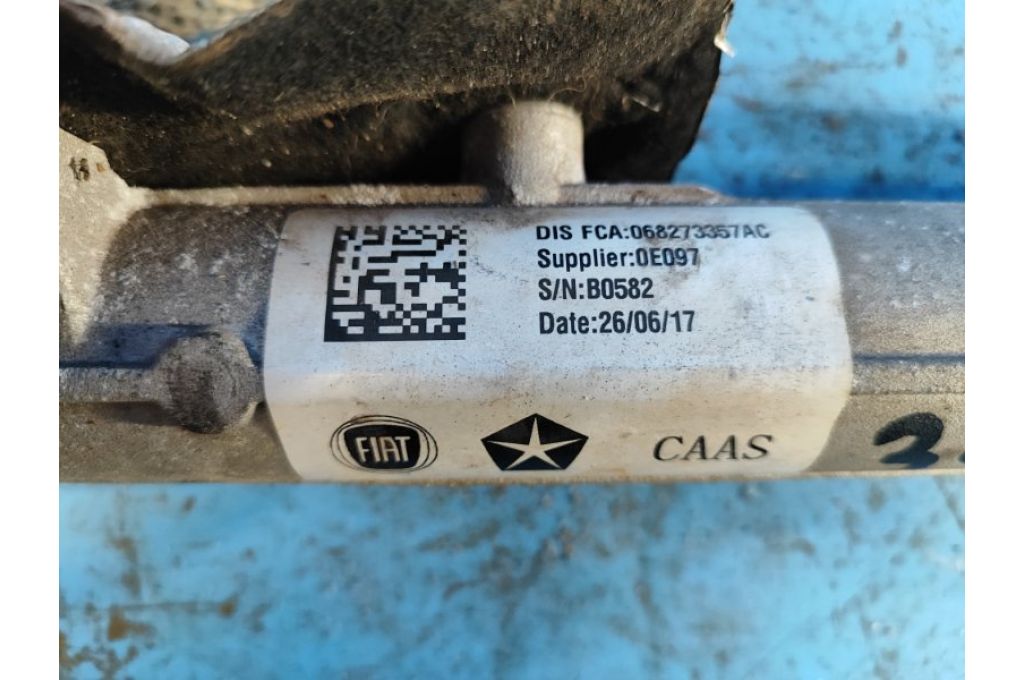 DIS FCA:068273357AC
Supplier:0E097
S/N:B0582
Date:26/06/17
FIAT
CAAS